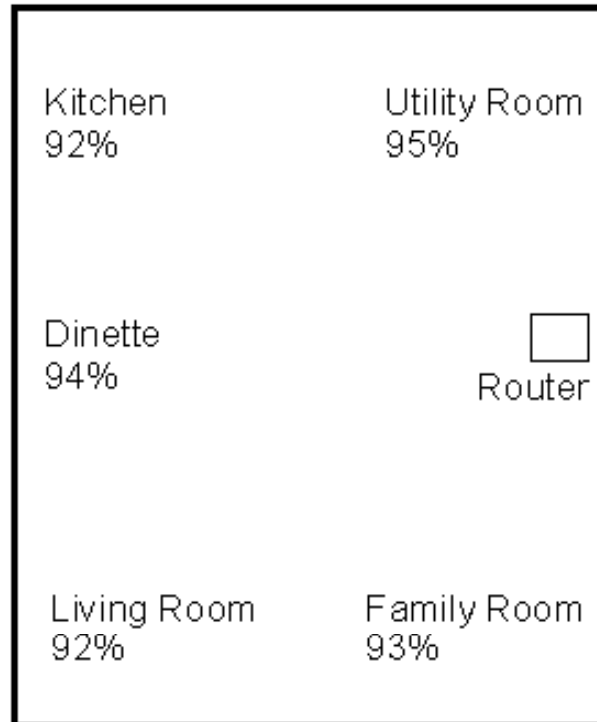 Kitchen
92%
Utility Room
95%
Dinette
94%
Router
Living Room
92%
Family Room
93%